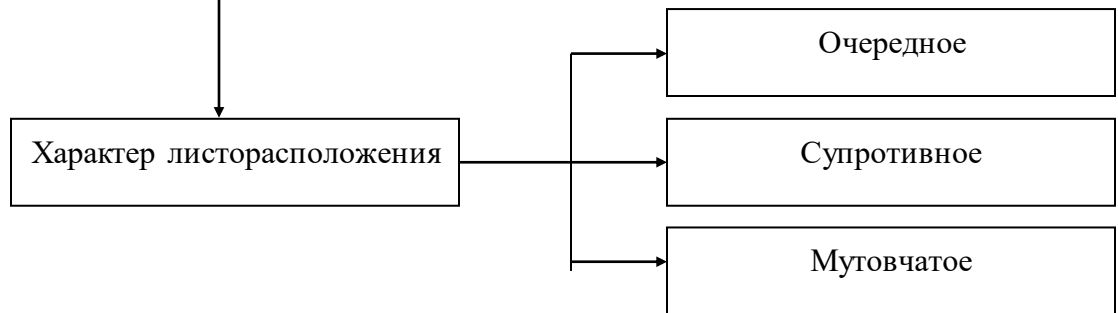 Очередное
Характер листорасположения
Супротивное
Мутовчатое